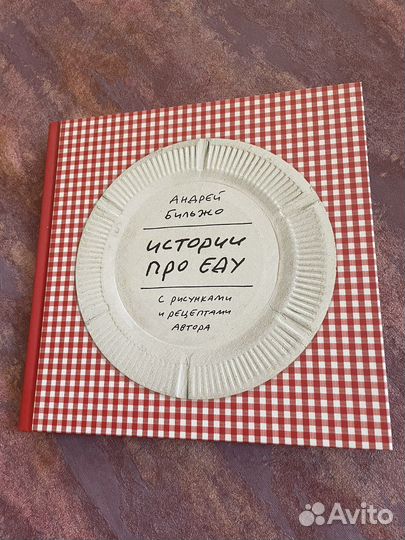 АНДРЕЙ
БИЛЬЖО
ИСТОРИИ
ПРО ЕДУ
С РИСУНКАМИ
И РЕЦЕПТАМИ
АВТОРА
Avito